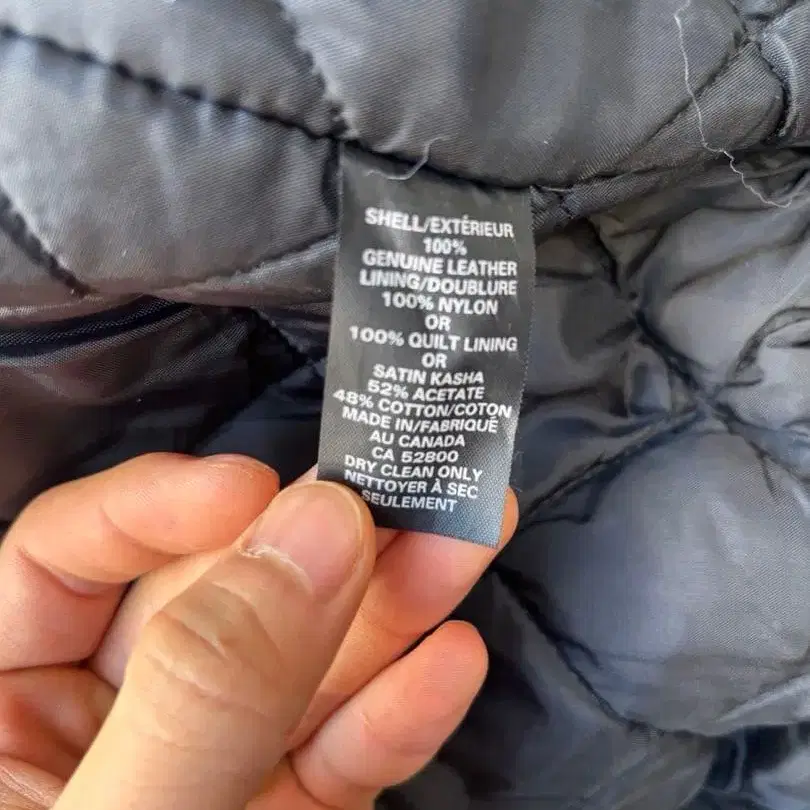 SHELL/EXTÉRIEUR
100%
GENUINE LEATHER
LINING/DOUBLURE
100% NYLON
OR
100% QUILT LINING
OR
SATIN KASHA
52% ACETATE
48% COTTON/COTON
MADE IN/FABRIQUÉ
AU CANADA
CA 52800
DRY CLEAN ONLY
NETTOYER À SEC
SEULEMENT